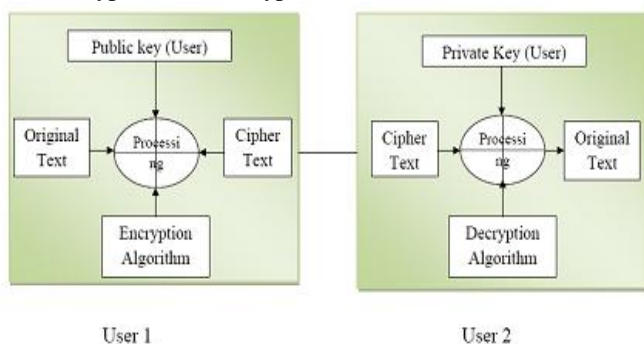 Public key (User)
Original
Text
Processi
ng
Cipher
Text
Encryption
Algorithm
User 1
Private Key (User)
Cipher
Text
Processi
ng
Original
Text
Decryption
Algorithm
User 2